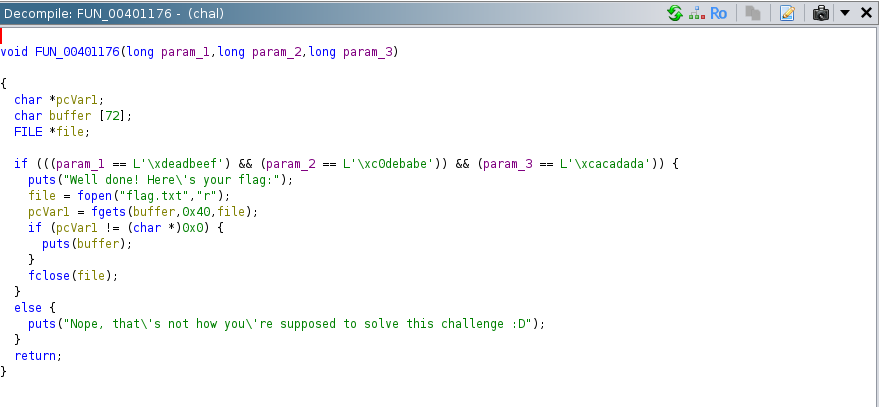 Decompile: FUN_00401176 - (chal)
Ro
void FUN_00401176(long param_1,long param_2,long param_3)
{
char *pcVar1;
char buffer [72];
FILE *file;
if (((param_1 == L'\xdeadbeef') && (param_2 == L'\xc0debabe')) && (param_3 == L'\xcacadada')) {
puts("Well done! Here\'s your flag:");
file = fopen("flag.txt","r");
pcVar1 = fgets(buffer,0x40,file);
if (pcVar1 != (char *)0x0) {
puts(buffer);
}
fclose(file);
}
else {
puts("Nope, that\'s not how you\'re supposed to solve this challenge :D");
}
return;
}